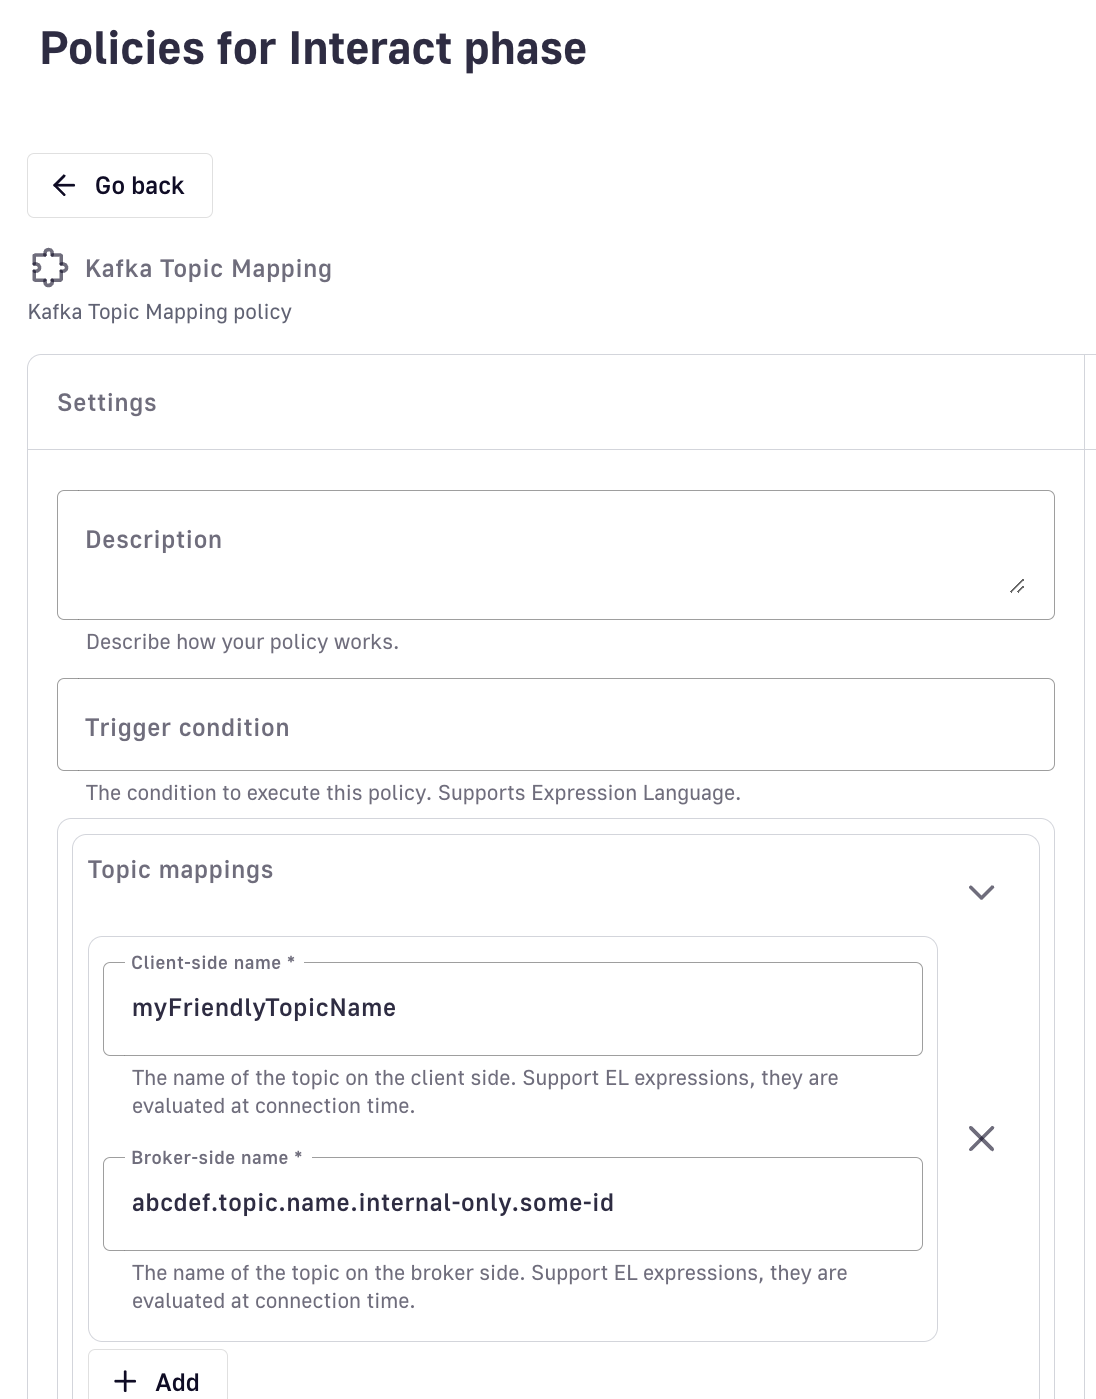 Policies for Interact phase
Go back
Kafka Topic Mapping
Kafka Topic Mapping policy
Settings
Description
Describe how your policy works.
Trigger condition
The condition to execute this policy. Supports Expression Language.
Topic mappings
Client-side name *
myFriendlyTopicName
The name of the topic on the client side. Support EL expressions, they are
evaluated at connection time.
Broker-side name *
abcdef.topic.name.internal-only.some-id
The name of the topic on the broker side. Support EL expressions, they are
evaluated at connection time.
Add